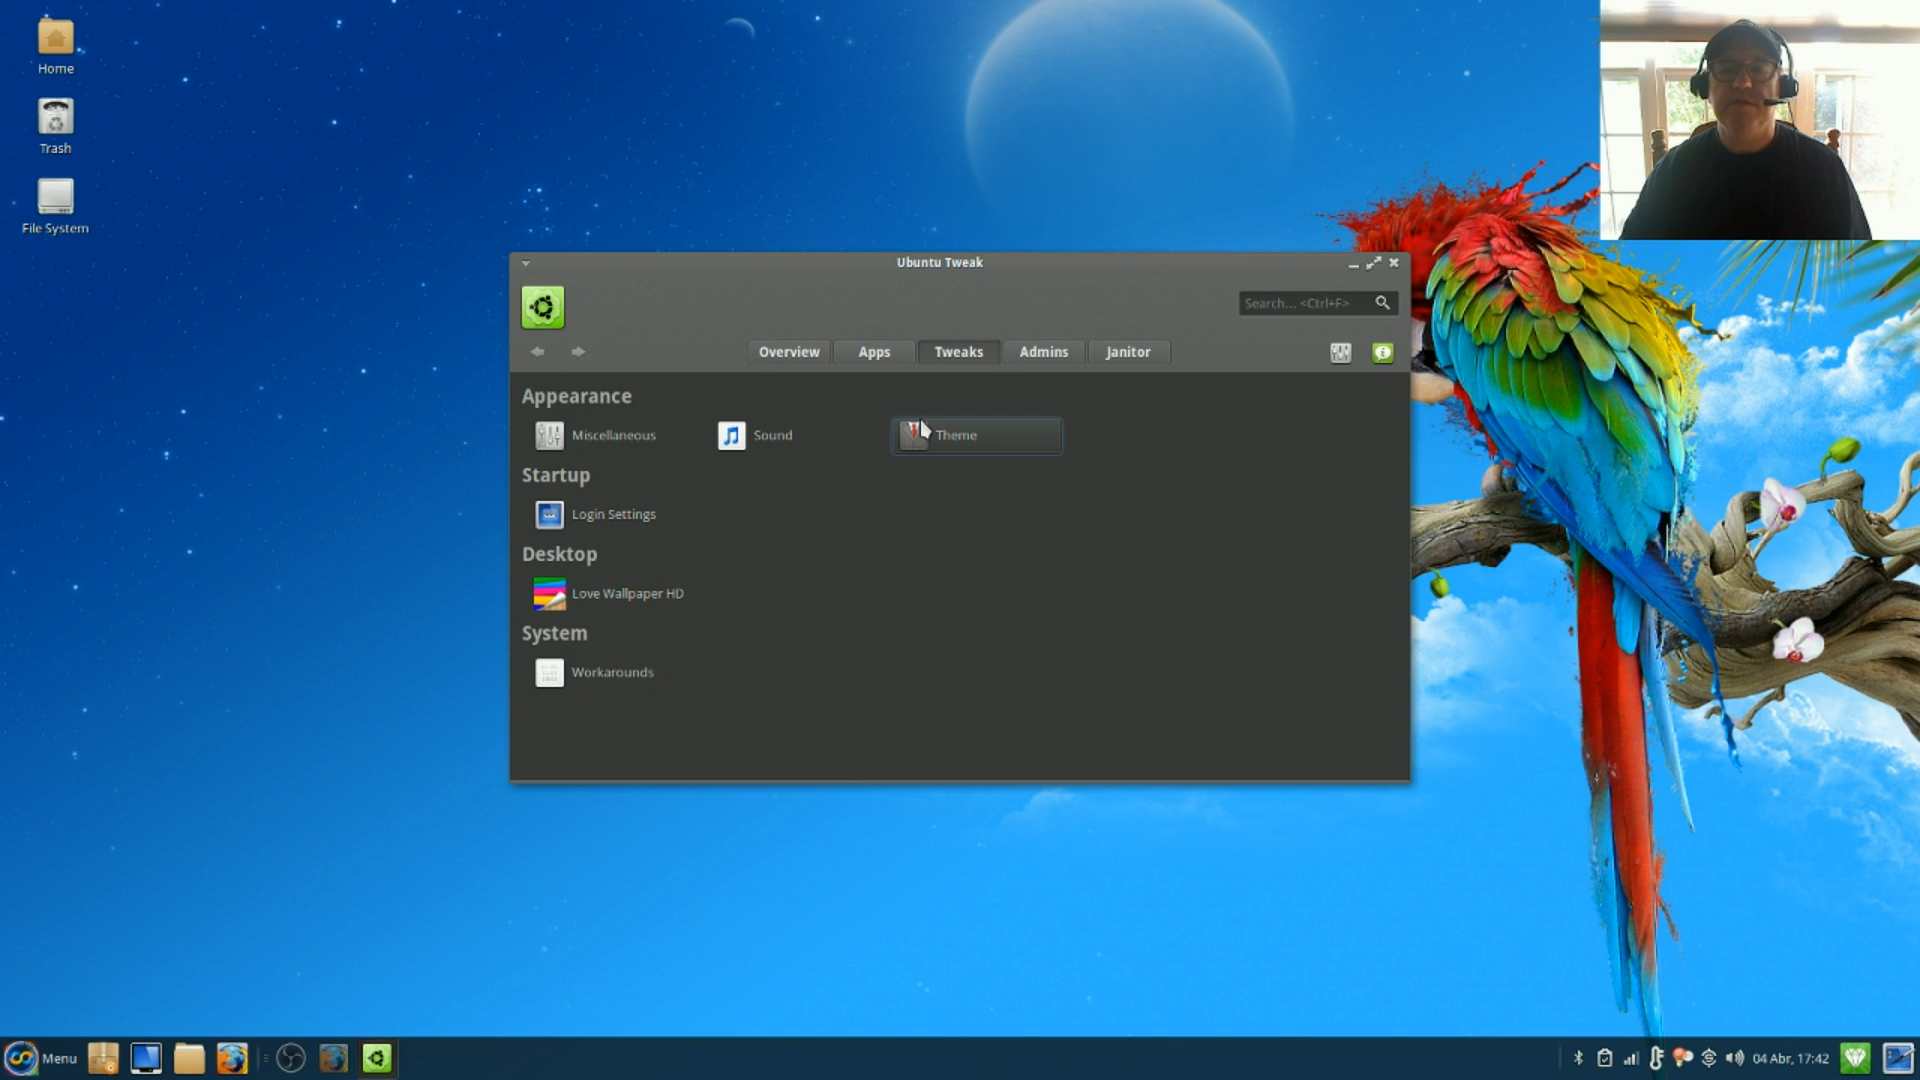 Home
Trash
File System
Ubuntu Tweak
Search... <Ctrl+F>
Overview Apps Tweaks Admins Janitor
Appearance
Miscellaneous Sound Theme
Startup
Login Settings
Desktop
Love Wallpaper HD
System
Workarounds
Menu
04 Abr, 17:42